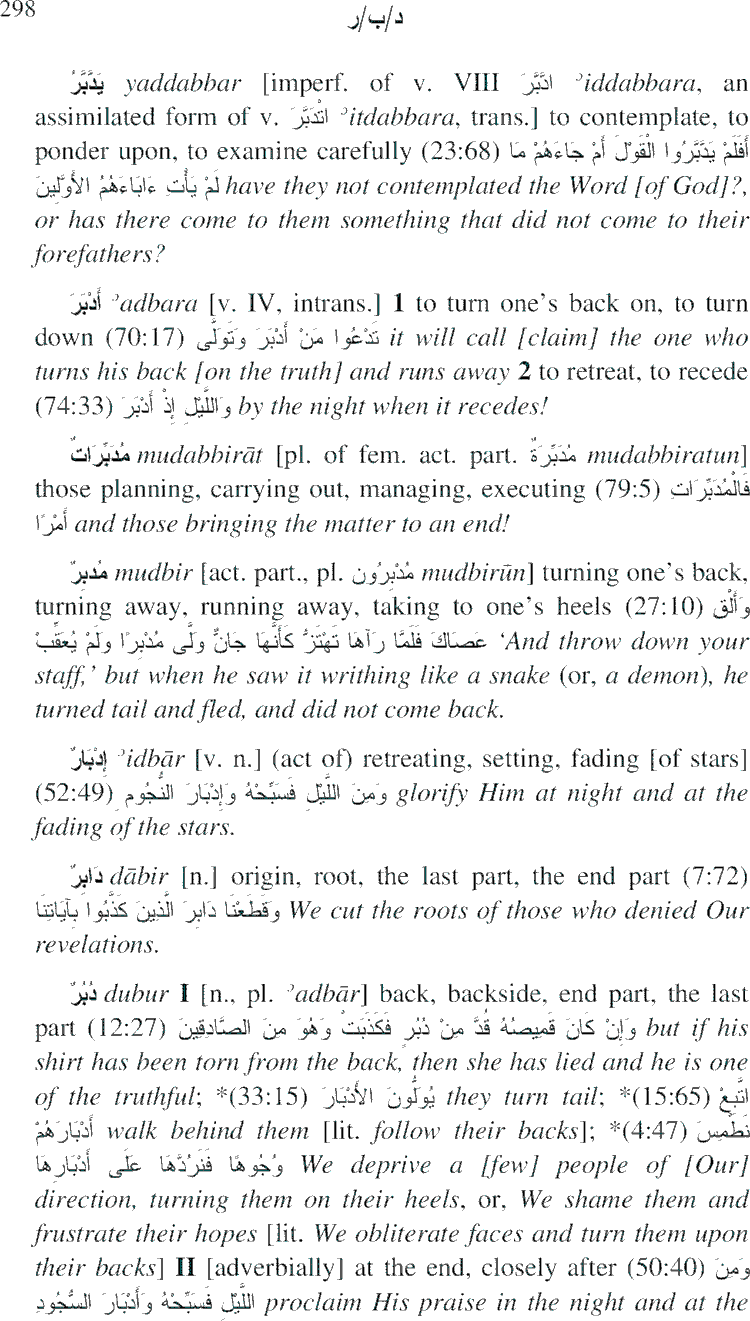 298
د/ب/ر
يَدَّبَّرُ yaddabbar [imperf. of v. VIII ادَّبَّرَ ʾiddabbara, an
assimilated form of v. اتْدَبَّرَ ʾitdabbara, trans.] to contemplate, to
ponder upon, to examine carefully (23:68) أَفَلَمْ يَدَّبَّرُوا الْقَوْلَ أَمْ جَاءَهُمْ مَا
لَمْ يَأْتِ ءَابَاءَهُمُ الأَوَّلِينَ have they not contemplated the Word [of God]?,
or has there come to them something that did not come to their
forefathers?
أَدْبَرَ ʾadbara [v. IV, intrans.] 1 to turn one’s back on, to turn
down (70:17) تَدْعُوا مَنْ أَدْبَرَ وَتَوَلَّى it will call [claim] the one who
turns his back [on the truth] and runs away 2 to retreat, to recede
(74:33) وَاللَّيْلِ إِذْ أَدْبَرَ by the night when it recedes!
مُدَبِّرَاتٌ mudabbirāt [pl. of fem. act. part. مُدَبِّرَةٌ mudabbiratun]
those planning, carrying out, managing, executing (79:5) فَالْمُدَبِّرَاتِ
أَمْرًا and those bringing the matter to an end!
مُدبِرٌ mudbir [act. part., pl. مُدْبِرُون mudbirūn] turning one’s back,
turning away, running away, taking to one’s heels (27:10) وَأَلْقِ
عَصَاكَ فَلَمَّا رَآهَا تَهْتَزُّ كَأَنَّهَا جَانٌّ وَلَّى مُدْبِرًا وَلَمْ يُعَقِّبْ ‘And throw down your
staff,’ but when he saw it writhing like a snake (or, a demon), he
turned tail and fled, and did not come back.
إِدْبَارٌ ʾidbār [v. n.] (act of) retreating, setting, fading [of stars]
(52:49) وَمِنَ اللَّيْلِ فَسَبِّحْهُ وَإِدْبَارَ النُّجُومِ glorify Him at night and at the
fading of the stars.
دَابِرٌ dābir [n.] origin, root, the last part, the end part (7:72)
وَقَطَعْنَا دَابِرَ الَّذِينَ كَذَّبُوا بِآيَاتِنَا We cut the roots of those who denied Our
revelations.
دُبُرٌ dubur I [n., pl. ʾadbār] back, backside, end part, the last
part (12:27) وَإِنْ كَانَ قَمِيصُهُ قُدَّ مِنْ دُبُرٍ فَكَذَبَتْ وَهُوَ مِنَ الصَّادِقِينَ but if his
shirt has been torn from the back, then she has lied and he is one
of the truthful; *(33:15) يُوَلُّونَ الأَدْبَارَ they turn tail; *(15:65) اتَّبِعْ
أَدْبَارَهُمْ walk behind them [lit. follow their backs]; *(4:47) نَطْمِسَ
وُجُوهًا فَنَرُدَّهَا عَلَى أَدْبَارِهَا We deprive a [few] people of [Our]
direction, turning them on their heels, or, We shame them and
frustrate their hopes [lit. We obliterate faces and turn them upon
their backs] II [adverbially] at the end, closely after (50:40) وَمِنَ
اللَّيْلِ فَسَبِّحْهُ وَأَدْبَارَ السُّجُودِ proclaim His praise in the night and at the